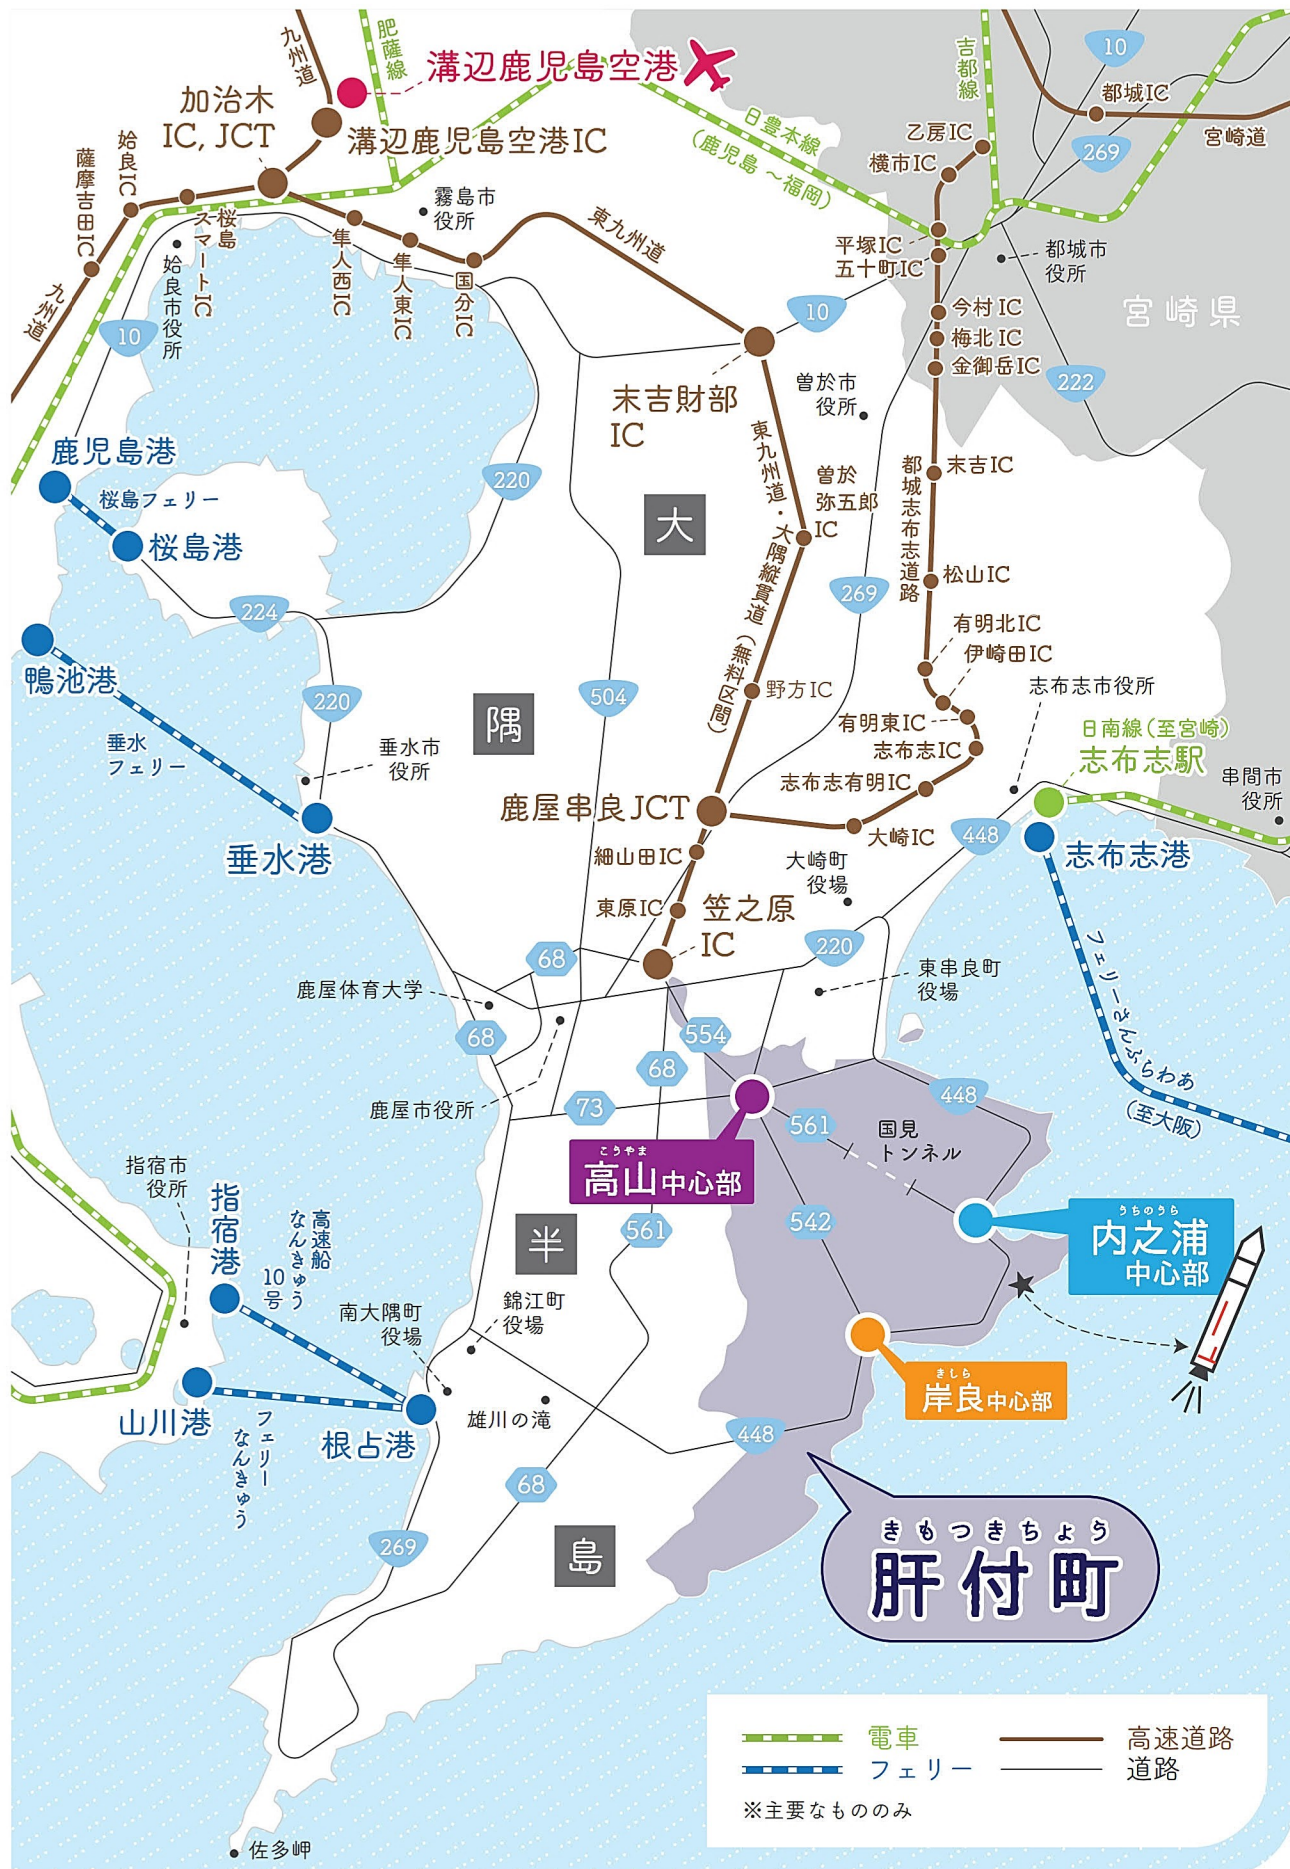 九州道
肥薩線
溝辺鹿児島空港
加治木
IC, JCT
溝辺鹿児島空港IC
姶良IC
薩摩吉田IC
九州道
桜島
スマートIC
姶良市役所
10
霧島市
役所
隼人西IC
隼人東IC
国分IC
東九州道
日豊本線
(鹿児島～福岡)
吉都線
10
都城IC
269
宮崎道
乙房IC
横市IC
平塚IC
五十町IC
都城市
役所
宮崎県
今村IC
梅北IC
金御岳IC
222
10
末吉財部
IC
曽於市
役所
東九州道・大隅縦貫道(無料区間)
曽於
弥五郎
IC
都城志布志道路
末吉IC
松山IC
269
有明北IC
伊崎田IC
有明東IC
志布志IC
志布志有明IC
大崎IC
野方IC
鹿児島港
桜島フェリー
桜島港
220
224
鴨池港
220
垂水
フェリー
垂水市
役所
垂水港
504
大
隅
半
島
鹿屋串良JCT
細山田IC
東原IC
笠之原
IC
志布志市役所
日南線(至宮崎)
志布志駅
串間市
役所
448
志布志港
大崎町
役場
220
東串良町
役場
フェリーさんふらわあ
(至大阪)
68
鹿屋体育大学
68
鹿屋市役所
554
68
73
561
448
国見
トンネル
こうやま
高山中心部
561
542
うちのうら
内之浦
中心部
きしら
岸良中心部
指宿市
役所
指宿港
高速船
なんきゅう
10号
南大隅町
役場
錦江町
役場
山川港
フェリー
なんきゅう
根占港
雄川の滝
448
68
269
きもつきちょう
肝付町
佐多岬
電車
高速道路
フェリー
道路
※主要なもののみ